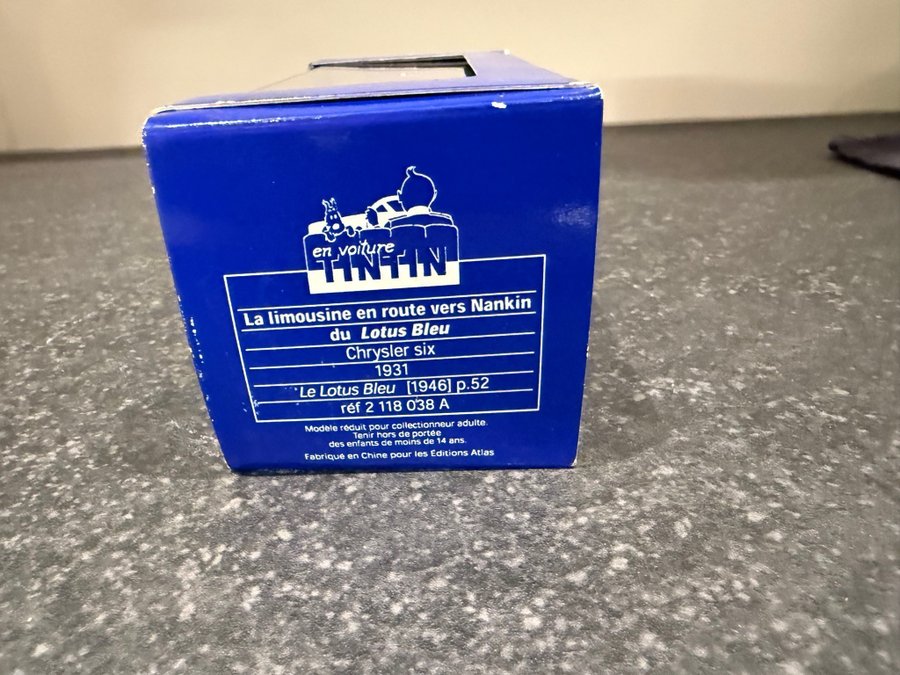 en voiture
TINTIN
La limousine en route vers Nankin
du Lotus Bleu
Chrysler six
1931
Le Lotus Bleu [1946] p.52
réf 2 118 038 A
Modèle réduit pour collectionneur adulte.
Tenir hors de portée
des enfants de moins de 14 ans.
Fabriqué en Chine pour les Éditions Atlas